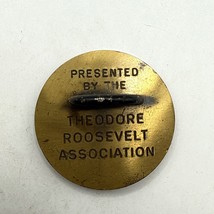 PRESENTED
BY THE
THEODORE
ROOSEVELT
ASSOCIATION